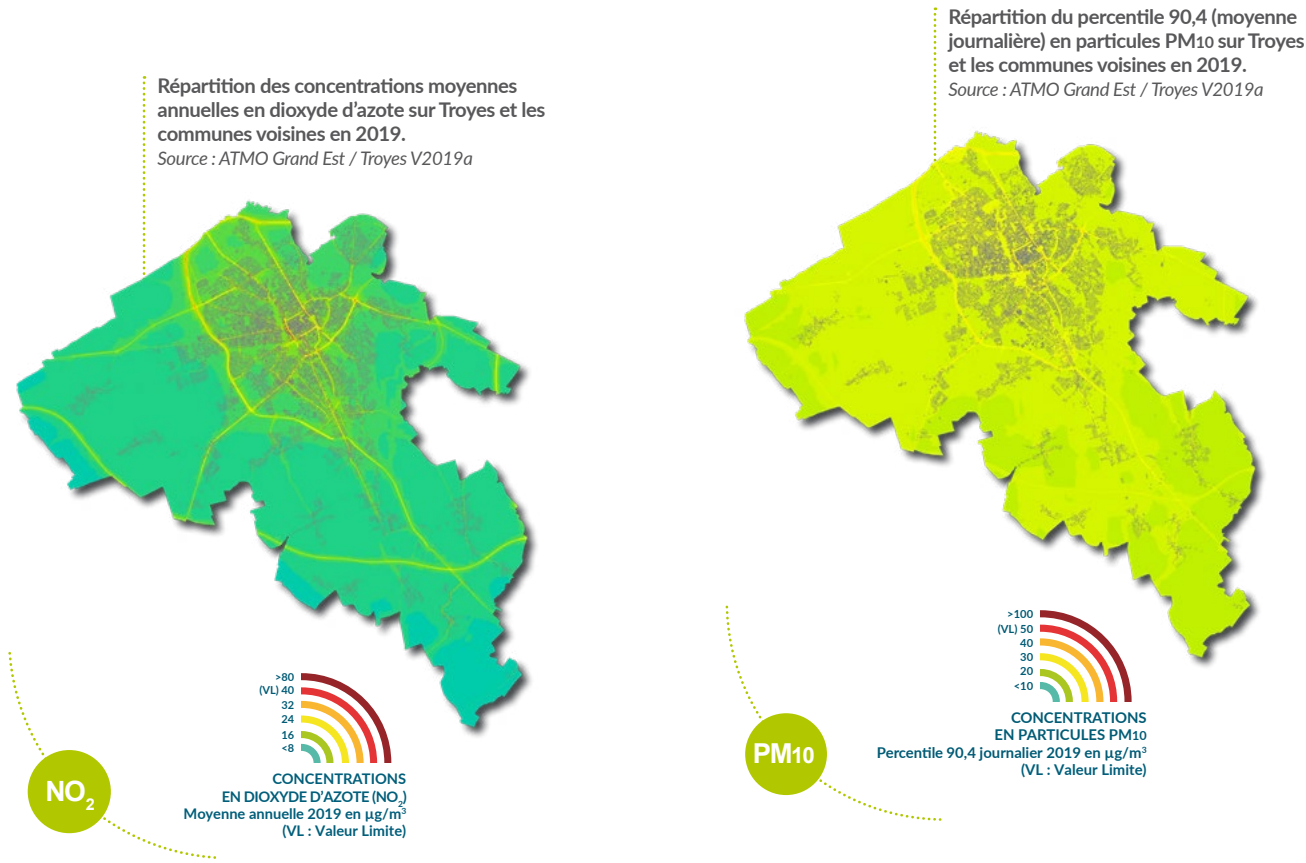 Répartition des concentrations moyennes
annuelles en dioxyde d'azote sur Troyes et les
communes voisines en 2019.
Source : ATMO Grand Est / Troyes V2019a
>80
(VL) 40
32
24
16
<8
CONCENTRATIONS
EN DIOXYDE D'AZOTE (NO2)
Moyenne annuelle 2019 en µg/m³
(VL : Valeur Limite)
NO2
Répartition du percentile 90,4 (moyenne
journalière) en particules PM10 sur Troyes
et les communes voisines en 2019.
Source : ATMO Grand Est / Troyes V2019a
>100
(VL) 50
40
30
20
<10
CONCENTRATIONS
EN PARTICULES PM10
Percentile 90,4 journalier 2019 en µg/m³
(VL : Valeur Limite)
PM10